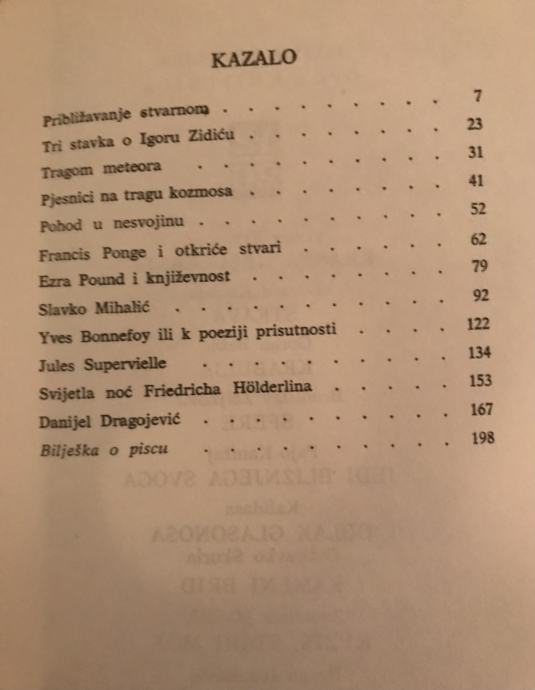 KAZALO
Približavanje stvarnom . . . . . . . . . 7
Tri stavka o Igoru Zidiću . . . . . . . . 23
Tragom meteora . . . . . . . . . . 31
Pjesnici na tragu kozmosa . . . . . . . . 41
Pohod u nesvojinu . . . . . . . . . . 52
Francis Ponge i otkriće stvari . . . . . . 62
Ezra Pound i književnost . . . . . . . . 79
Slavko Mihalić . . . . . . . . . . . 92
Yves Bonnefoy ili k poeziji prisutnosti . . . . 122
Jules Supervielle . . . . . . . . . . 134
Svijetla noć Friedricha Hölderlina . . . . . 153
Danijel Dragojević . . . . . . . . . . 167
Bilješka o piscu . . . . . . . . . . 198